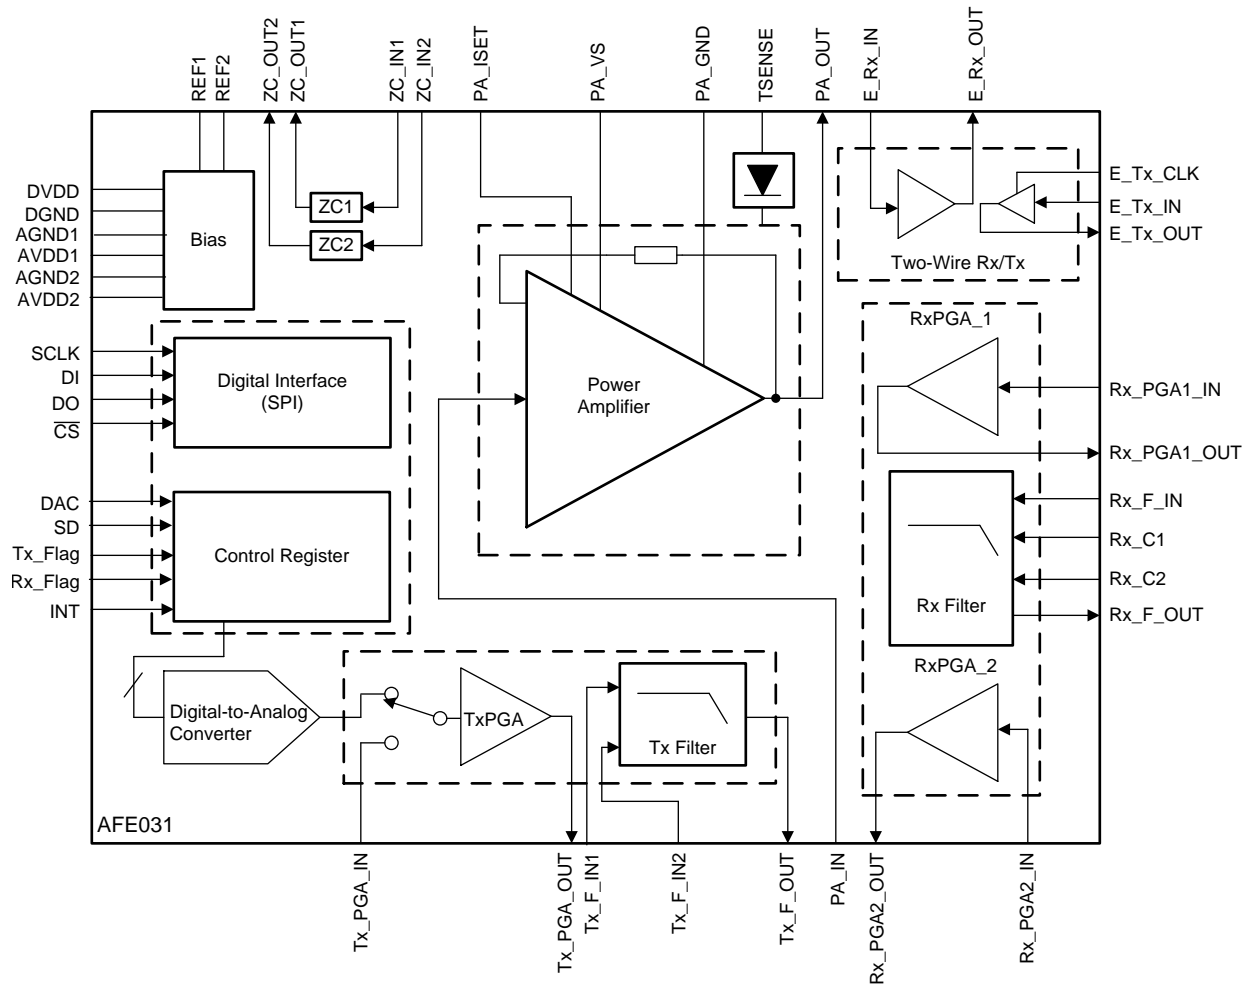 REF1
REF2
ZC_OUT2
ZC_OUT1
ZC_IN1
ZC_IN2
PA_ISET
PA_VS
PA_GND
TSENSE
PA_OUT
E_Rx_IN
E_Rx_OUT
DVDD
DGND
AGND1
AVDD1
AGND2
AVDD2
Bias
ZC1
ZC2
E_Tx_CLK
E_Tx_IN
E_Tx_OUT
Two-Wire Rx/Tx
SCLK
DI
DO
CS
Digital Interface
(SPI)
Power
Amplifier
RxPGA_1
Rx_PGA1_IN
Rx_PGA1_OUT
DAC
SD
Tx_Flag
Rx_Flag
INT
Control Register
Rx_F_IN
Rx_C1
Rx_C2
Rx_F_OUT
Rx Filter
RxPGA_2
Digital-to-Analog
Converter
TxPGA
Tx Filter
AFE031
Tx_PGA_IN
Tx_PGA_OUT
Tx_F_IN1
Tx_F_IN2
Tx_F_OUT
PA_IN
Rx_PGA2_OUT
Rx_PGA2_IN